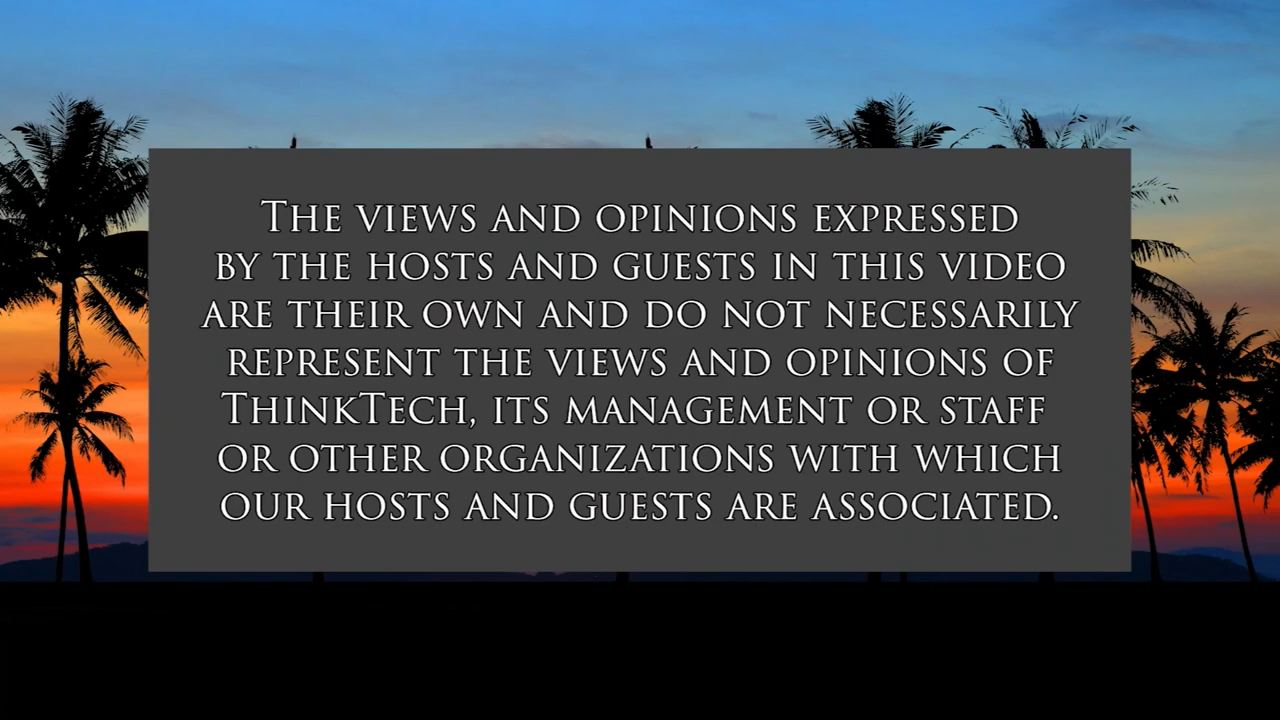 The views and opinions expressed
by the hosts and guests in this video
are their own and do not necessarily
represent the views and opinions of
ThinkTech, its management or staff
or other organizations with which
our hosts and guests are associated.